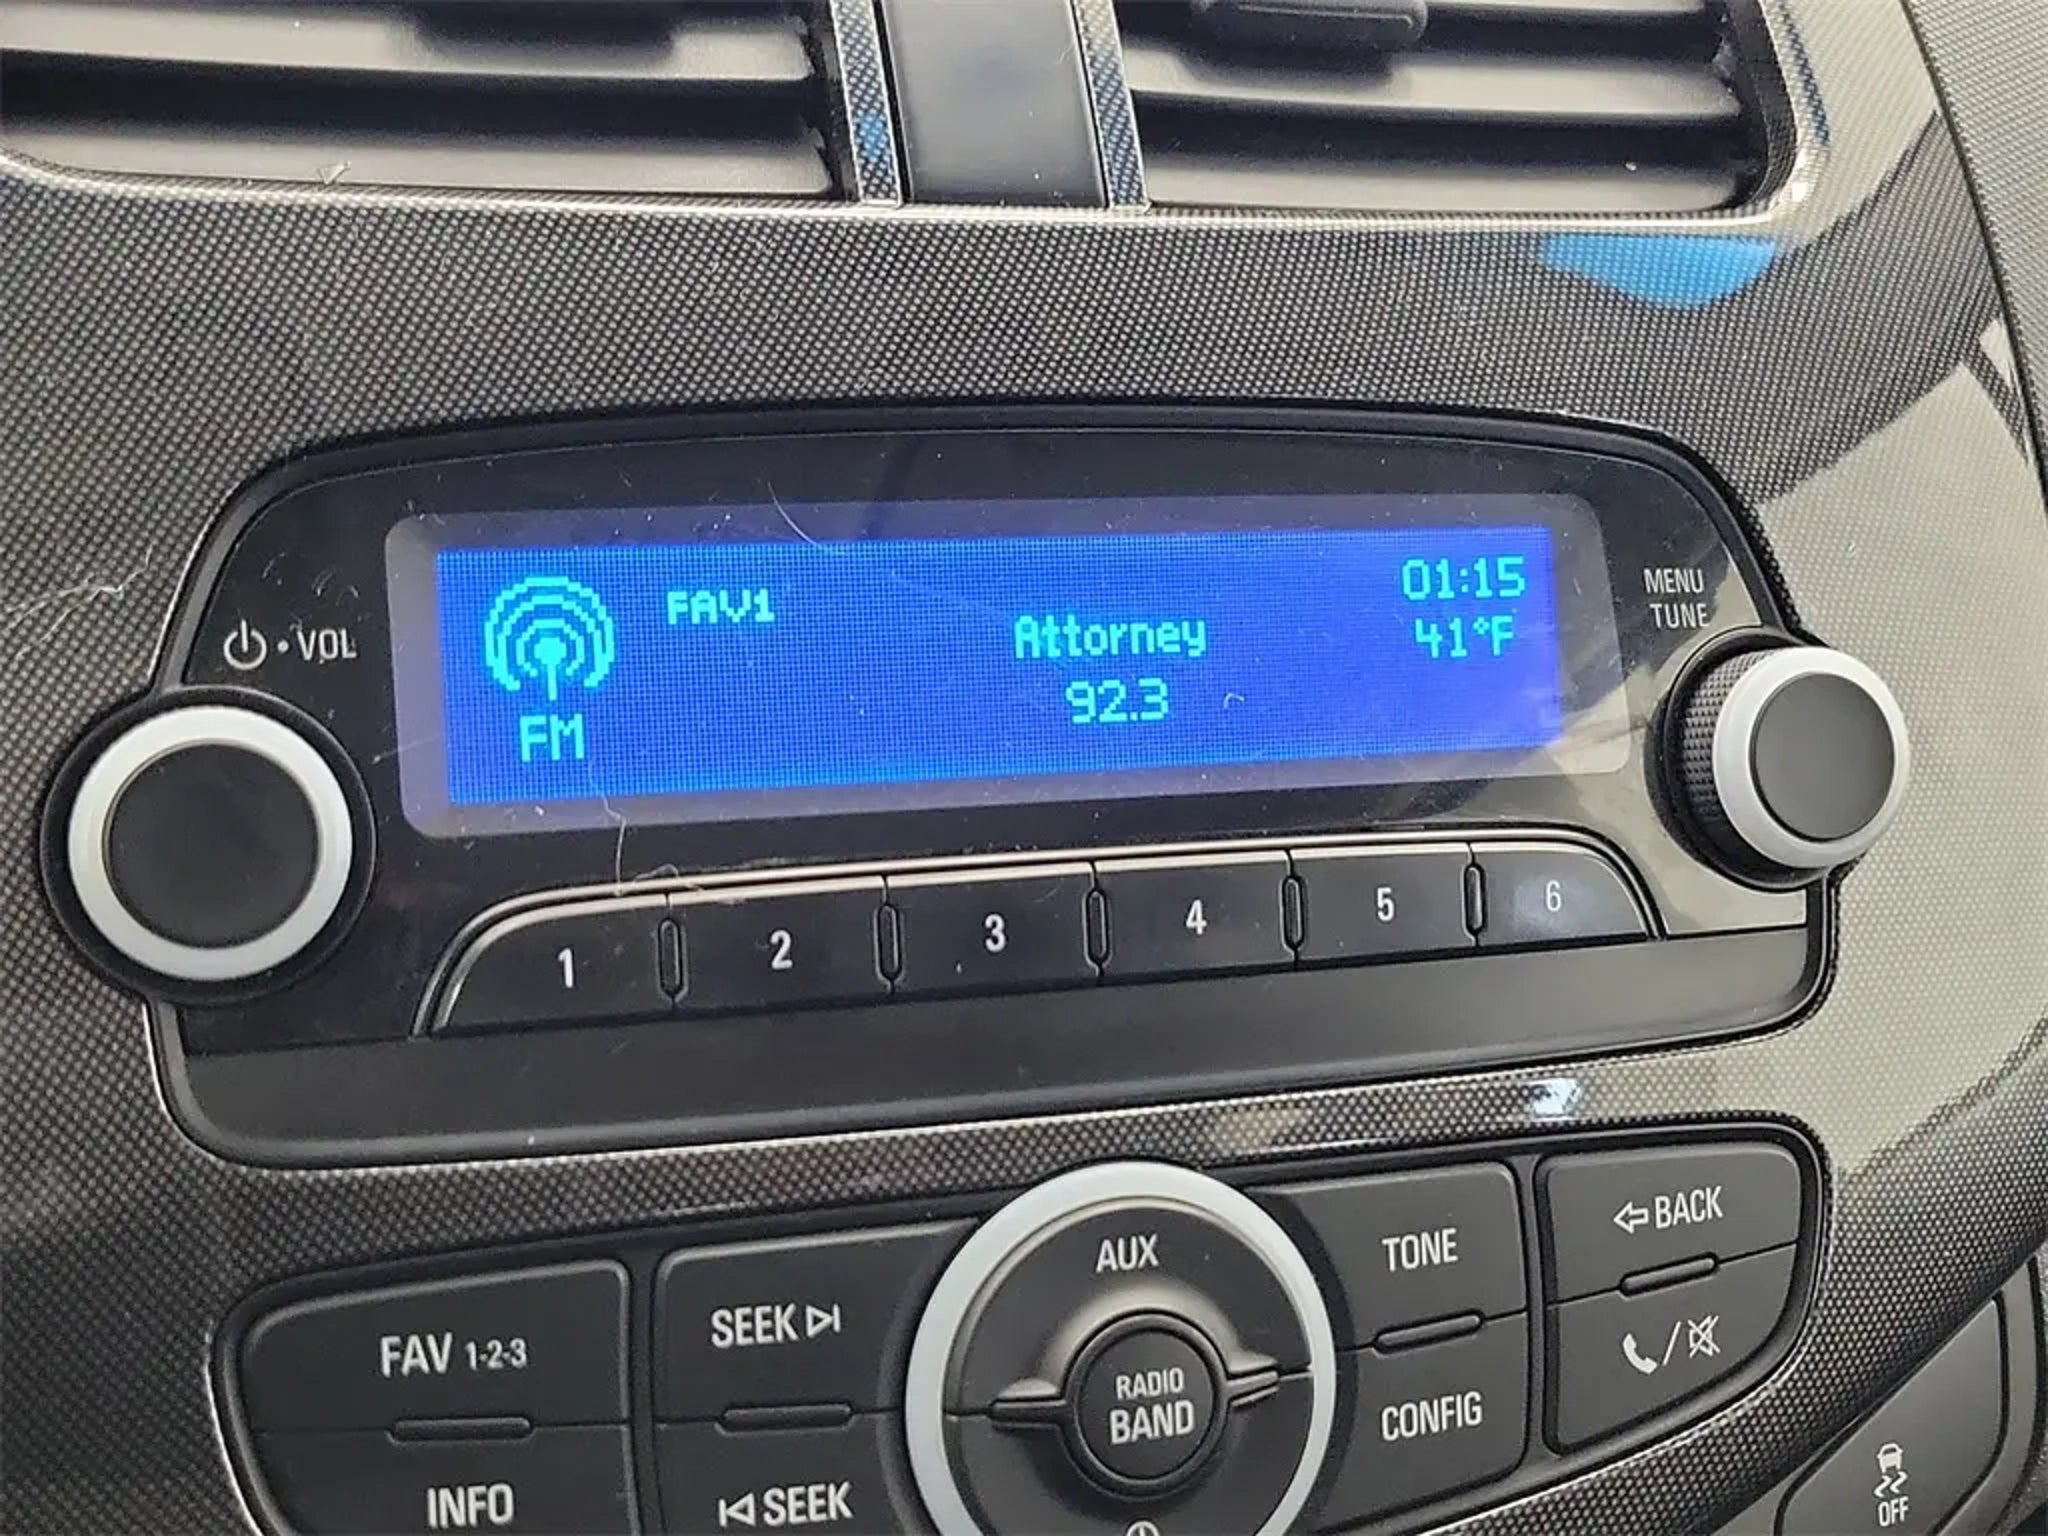 ⏻•VOL
FAV1
Attorney
92.3
01:15
41°F
FM
MENU
TUNE
1 2 3 4 5 6
AUX
RADIO
BAND
FAV 1-2-3
SEEK
TONE
BACK
INFO
SEEK
CONFIG
OFF